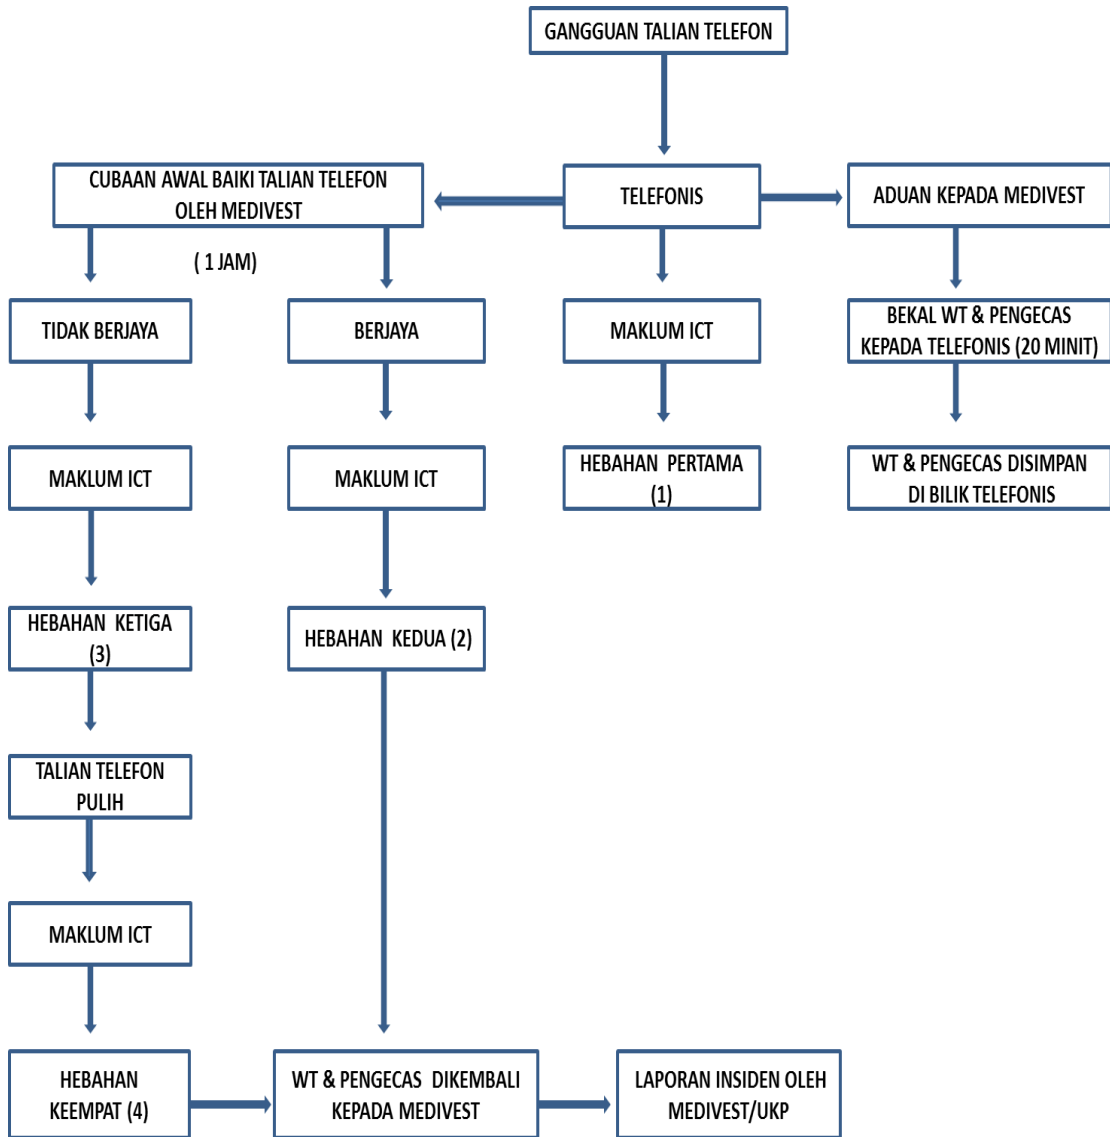 GANGGUAN TALIAN TELEFON
CUBAAN AWAL BAIKI TALIAN TELEFON
OLEH MEDIVEST
TELEFONIS
ADUAN KEPADA MEDIVEST
( 1 JAM)
TIDAK BERJAYA
BERJAYA
MAKLUM ICT
BEKAL WT & PENGECAS
KEPADA TELEFONIS (20 MINIT)
MAKLUM ICT
MAKLUM ICT
HEBAHAN PERTAMA
(1)
WT & PENGECAS DISIMPAN
DI BILIK TELEFONIS
HEBAHAN KETIGA
(3)
HEBAHAN KEDUA (2)
TALIAN TELEFON
PULIH
MAKLUM ICT
HEBAHAN
KEEMPAT (4)
WT & PENGECAS DIKEMBALI
KEPADA MEDIVEST
LAPORAN INSIDEN OLEH
MEDIVEST/UKP